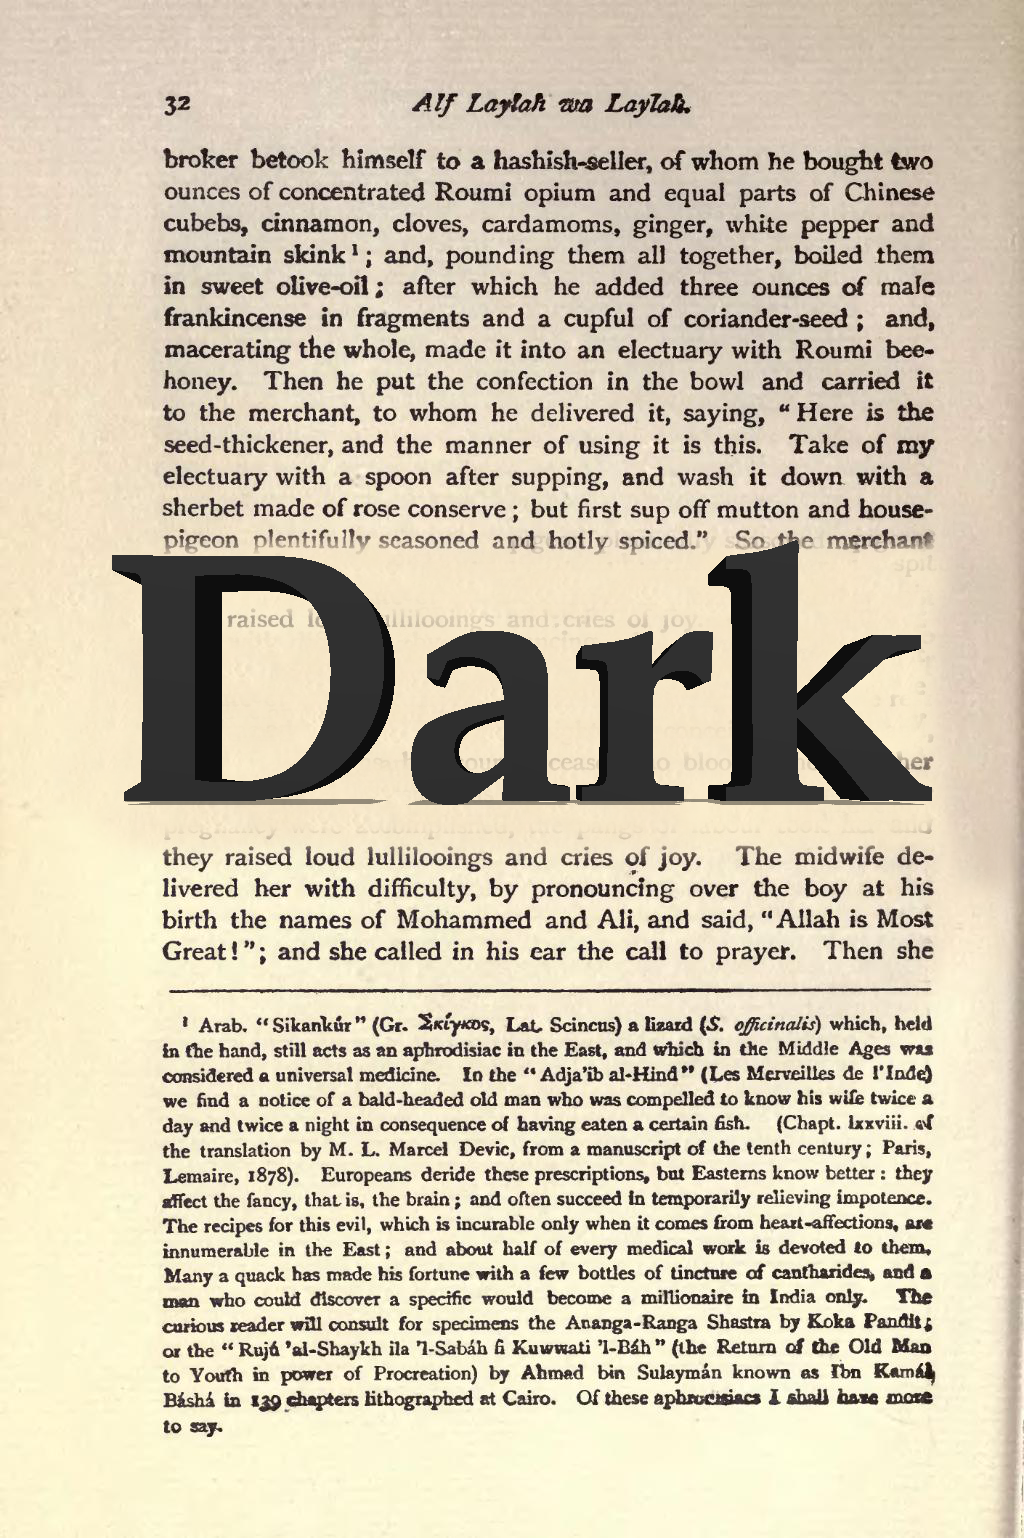 32 Alf Laylah wa Laylah.
broker betook himself to a hashish-seller, of whom he bought two
ounces of concentrated Roumi opium and equal parts of Chinese
cubebs, cinnamon, cloves, cardamoms, ginger, white pepper and
mountain skink¹; and, pounding them all together, boiled them
in sweet olive-oil; after which he added three ounces of male
frankincense in fragments and a cupful of coriander-seed; and,
macerating the whole, made it into an electuary with Roumi bee-
honey. Then he put the confection in the bowl and carried it
to the merchant, to whom he delivered it, saying, "Here is the
seed-thickener, and the manner of using it is this. Take of my
electuary with a spoon after supping, and wash it down with a
sherbet made of rose conserve; but first sup off mutton and house-
pigeon plentifully seasoned and hotly spiced." So the merchant
raised lullilooings and cries of joy
Dark
they raised loud lullilooings and cries of joy. The midwife de-
livered her with difficulty, by pronouncing over the boy at his
birth the names of Mohammed and Ali, and said, "Allah is Most
Great!"; and she called in his ear the call to prayer. Then she
¹ Arab. "Sikankúr" (Gr. Σκίγκος, Lat. Scincus) a lizard (S. officinalis) which, held
in the hand, still acts as an aphrodisiac in the East, and which in the Middle Ages was
considered a universal medicine. In the "Adja'ib al-Hind" (Les Merveilles de l'Inde)
we find a notice of a bald-headed old man who was compelled to know his wife twice a
day and twice a night in consequence of having eaten a certain fish. (Chapt. lxxviii. of
the translation by M. L. Marcel Devic, from a manuscript of the tenth century; Paris,
Lemaire, 1878). Europeans deride these prescriptions, but Easterns know better: they
affect the fancy, that is, the brain; and often succeed in temporarily relieving impotence.
The recipes for this evil, which is incurable only when it comes from heart-affections, are
innumerable in the East; and about half of every medical work is devoted to them.
Many a quack has made his fortune with a few bottles of tincture of cantharides, and a
man who could discover a specific would become a millionaire in India only. The
curious reader will consult for specimens the Ananga-Ranga Shastra by Koka Pandit;
or the "Rujú 'al-Shaykh ila 'l-Sabáh fi Kuwwati 'l-Báh" (the Return of the Old Man
to Youth in power of Procreation) by Ahmad bin Sulaymán known as Ibn Kamál
Báshá in 139 chapters lithographed at Cairo. Of these aphrodisiacs I shall have more
to say.